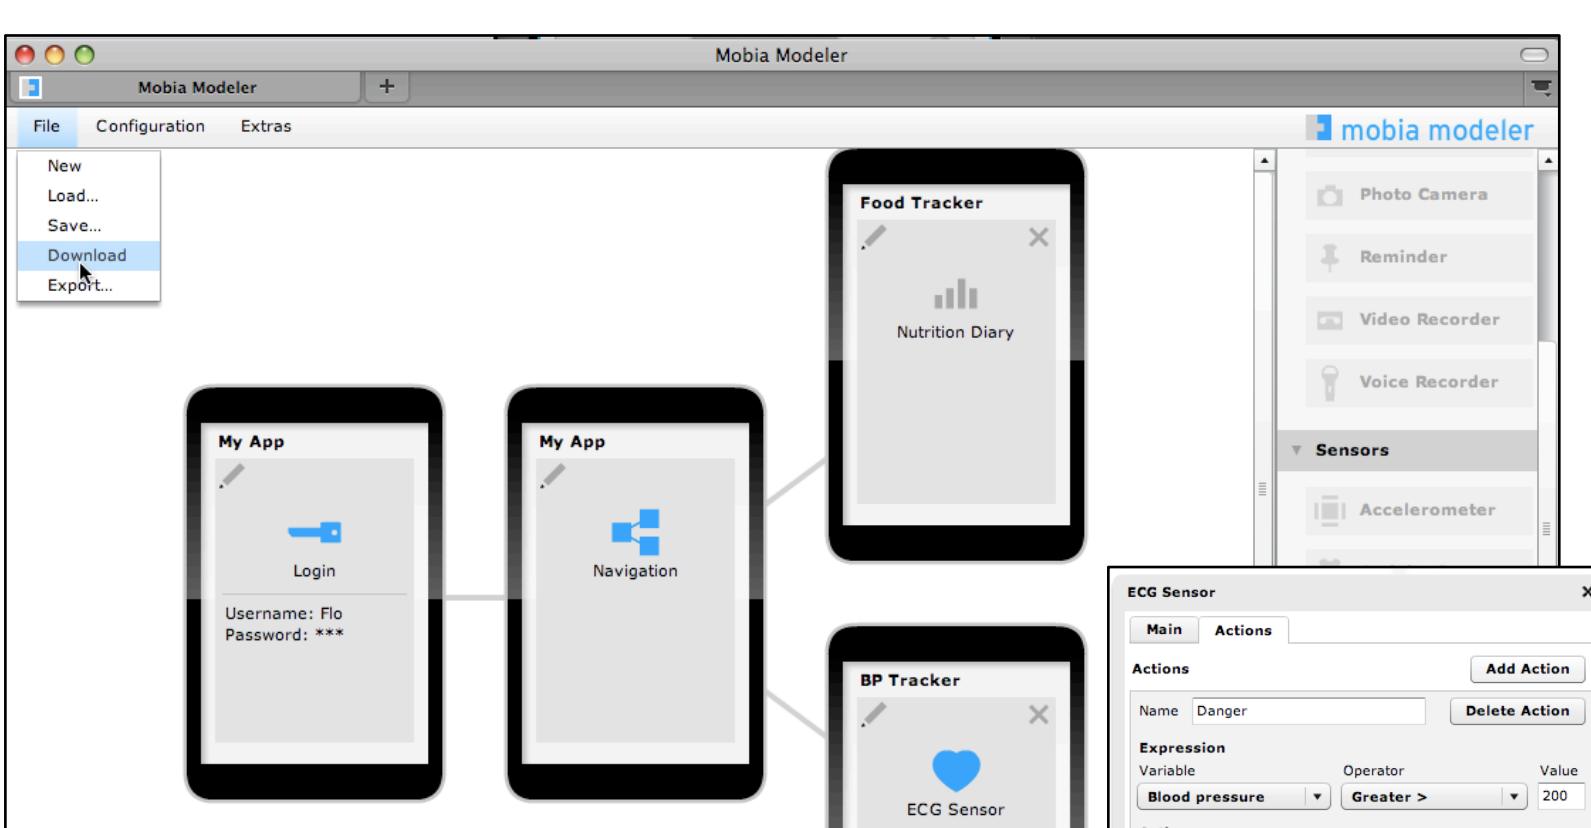 Mobia Modeler
Mobia Modeler +
File Configuration Extras
mobia modeler
New
Load...
Save...
Download
Export...
Food Tracker
Nutrition Diary
My App
Login
Username: Flo
Password: ***
My App
Navigation
BP Tracker
ECG Sensor
Photo Camera
Reminder
Video Recorder
Voice Recorder
Sensors
Accelerometer
ECG Sensor
Main Actions
Actions Add Action
Name Danger Delete Action
Expression
Variable Operator Value
Blood pressure Greater > 200